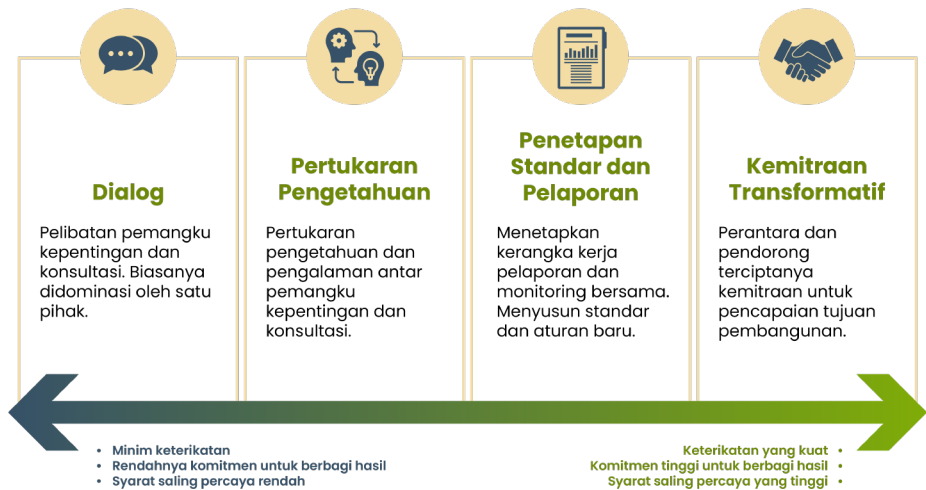 Dialog
Pelibatan pemangku
kepentingan dan
konsultasi. Biasanya
didominasi oleh satu
pihak.
Pertukaran
Pengetahuan
Pertukaran
pengetahuan dan
pengalaman antar
pemangku
kepentingan dan
konsultasi.
Penetapan
Standar dan
Pelaporan
Menetapkan
kerangka kerja
pelaporan dan
monitoring bersama.
Menyusun standar
dan aturan baru.
Kemitraan
Transformatif
Perantara dan
pendorong
terciptanya
kemitraan untuk
pencapaian tujuan
pembangunan.
• Minim keterikatan
• Rendahnya komitmen untuk berbagi hasil
• Syarat saling percaya rendah
Keterikatan yang kuat •
Komitmen tinggi untuk berbagi hasil •
Syarat saling percaya yang tinggi •